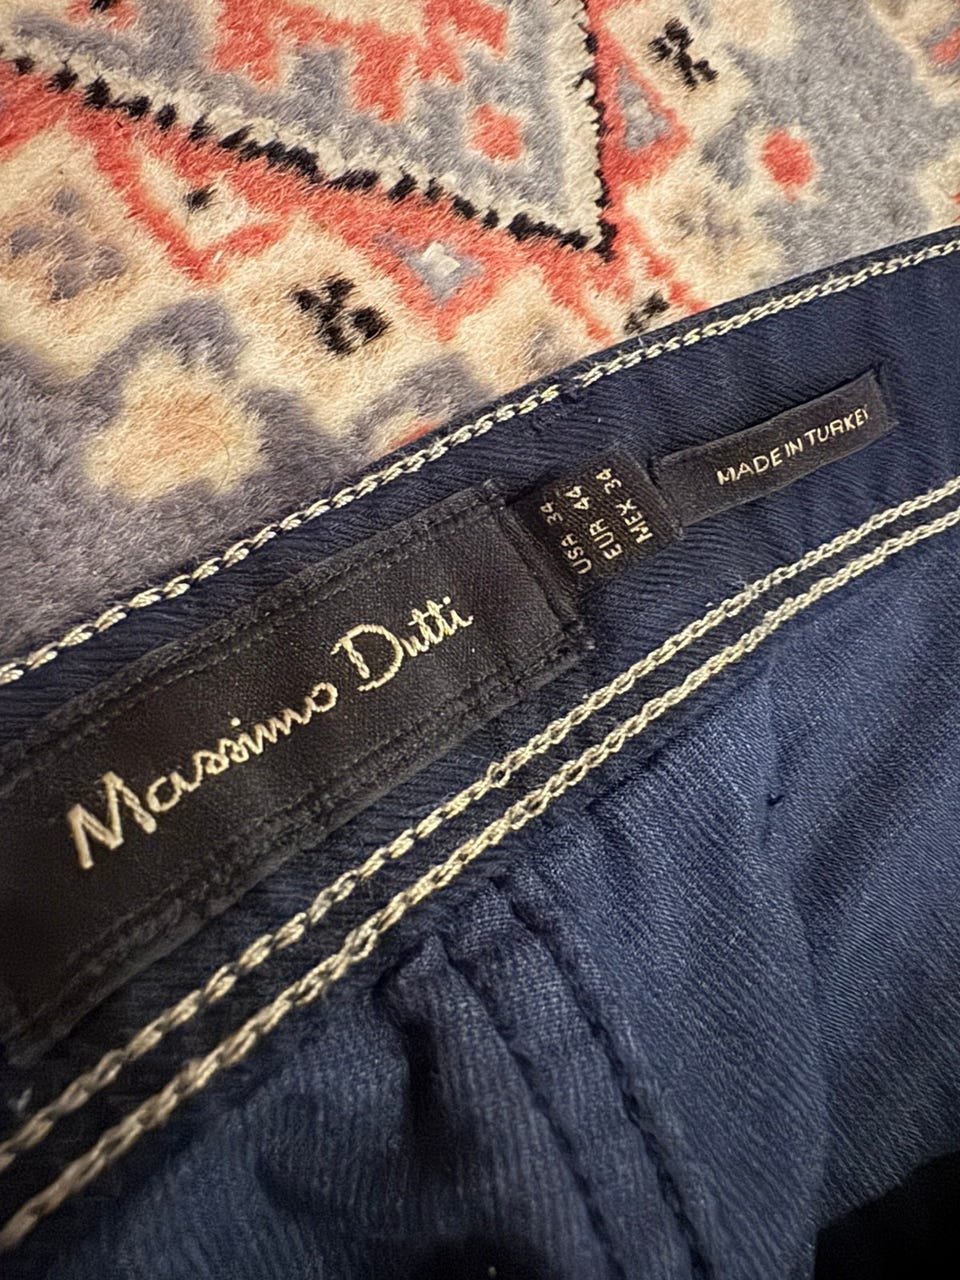 Massimo Dutti
USA 34
EUR 44
MEX 34
MADE IN TURKEY